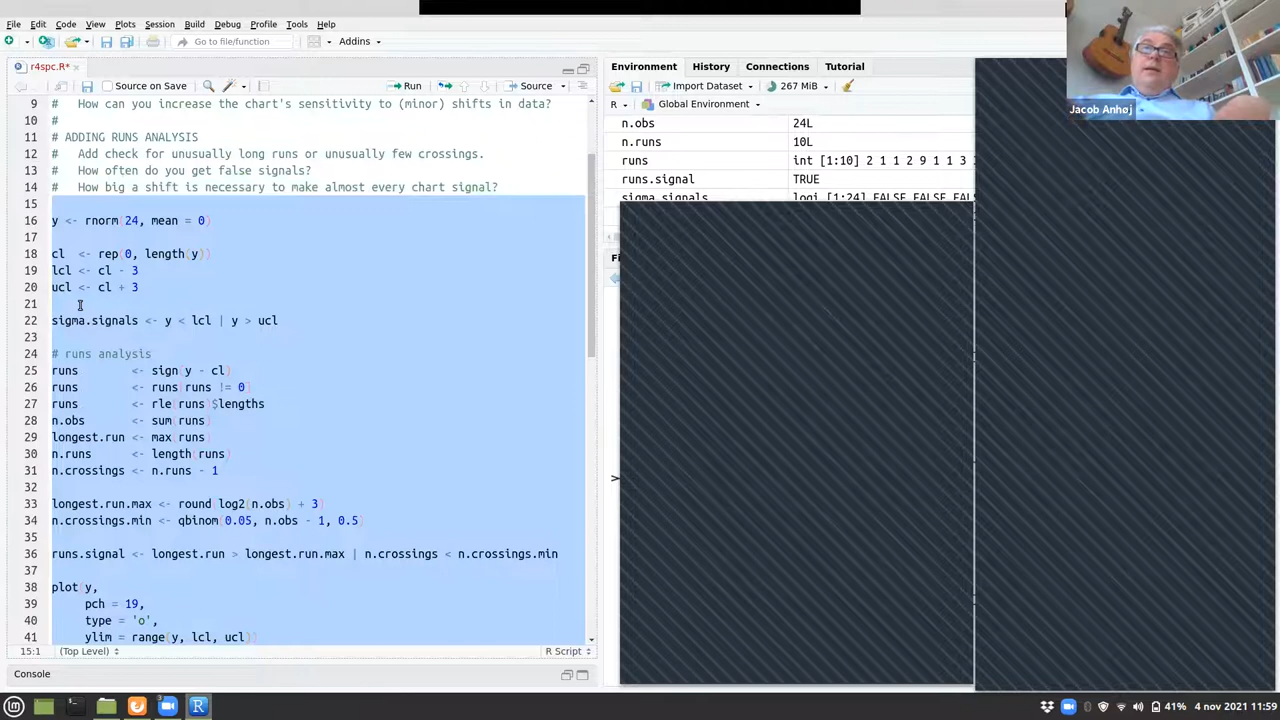 File Edit Code View Plots Session Build Debug Profile Tools Help
Go to file/function
Addins
r4spc.R*
Source on Save
Run
Source
9 #   How can you increase the chart's sensitivity to (minor) shifts in data?
10 #
11 # ADDING RUNS ANALYSIS
12 #   Add check for unusually long runs or unusually few crossings.
13 #   How often do you get false signals?
14 #   How big a shift is necessary to make almost every chart signal?
15
16 y <- rnorm(24, mean = 0)
17
18 cl  <- rep(0, length(y))
19 lcl <- cl - 3
20 ucl <- cl + 3
21
22 sigma.signals <- y < lcl | y > ucl
23
24 # runs analysis
25 runs        <- sign(y - cl)
26 runs        <- runs[runs != 0]
27 runs        <- rle(runs)$lengths
28 n.obs       <- sum(runs)
29 longest.run <- max(runs)
30 n.runs      <- length(runs)
31 n.crossings <- n.runs - 1
32
33 longest.run.max <- round(log2(n.obs) + 3)
34 n.crossings.min <- qbinom(0.05, n.obs - 1, 0.5)
35
36 runs.signal <- longest.run > longest.run.max | n.crossings < n.crossings.min
37
38 plot(y,
39      pch = 19,
40      type = 'o',
41      ylim = range(y, lcl, ucl))
15:1 (Top Level) R Script
Console
Environment History Connections Tutorial
Import Dataset 267 MiB
R Global Environment
n.obs 24L
n.runs 10L
runs int [1:10] 2 1 1 2 9 1 1 3
runs.signal TRUE
sigma.signals logi [1:24] FALSE FALSE
>
Jacob Anhøj
41% 4 nov 2021 11:59